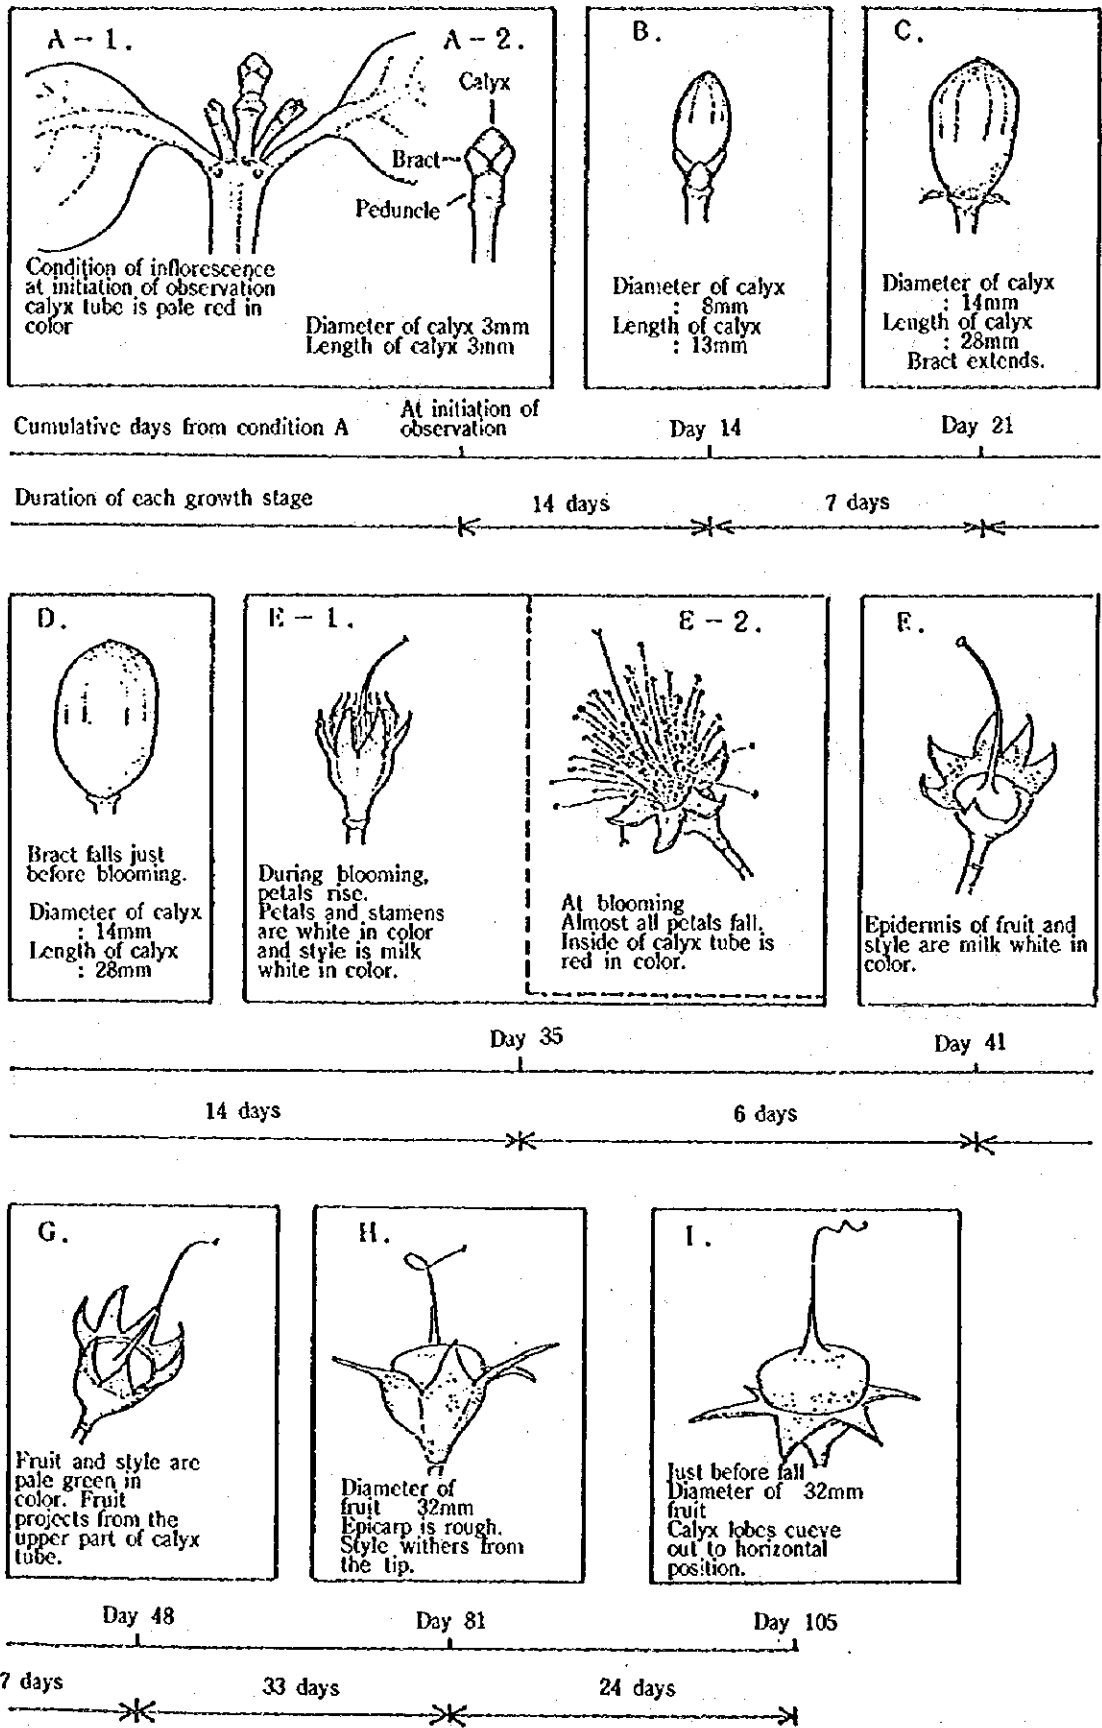 A - 1.
A - 2.
Calyx
Bract
Peduncle
Condition of inflorescence
at initiation of observation
calyx tube is pale red in
color
Diameter of calyx 3mm
Length of calyx 3mm
B.
Diameter of calyx
: 8mm
Length of calyx
: 13mm
C.
Diameter of calyx
: 14mm
Length of calyx
: 28mm
Bract extends.
Cumulative days from condition A
At initiation of
observation
Day 14
Day 21
Duration of each growth stage
14 days
7 days
D.
Bract falls just
before blooming.
Diameter of calyx
: 14mm
Length of calyx
: 28mm
E - 1.
During blooming,
petals rise.
Petals and stamens
are white in color
and style is milk
white in color.
E - 2.
At blooming
Almost all petals fall.
Inside of calyx tube is
red in color.
F.
Epidermis of fruit and
style are milk white in
color.
Day 35
Day 41
14 days
6 days
G.
Fruit and style are
pale green in
color. Fruit
projects from the
upper part of calyx
tube.
H.
Diameter of
fruit 32mm
Epicarp is rough.
Style withers from
the tip.
I.
Just before fall
Diameter of 32mm
fruit
Calyx lobes cueve
out to horizontal
position.
Day 48
Day 81
Day 105
7 days
33 days
24 days